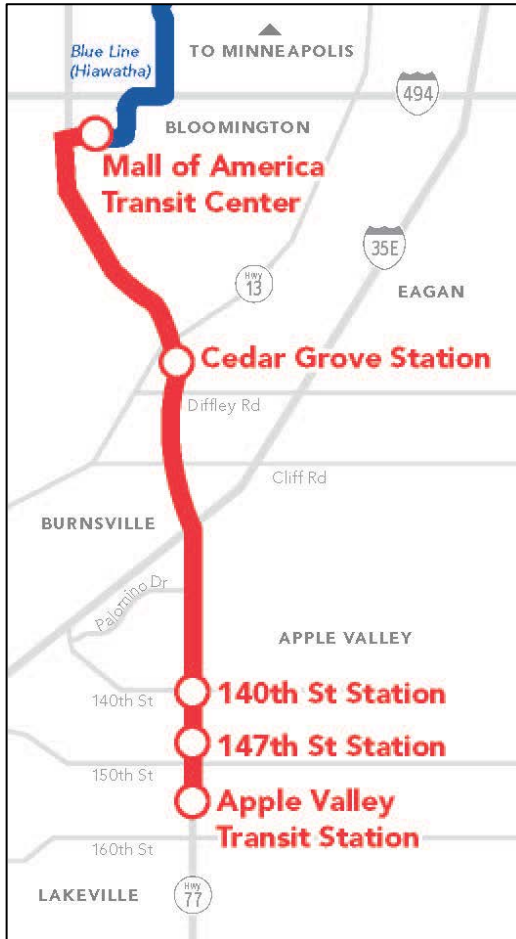 Blue Line
(Hiawatha)
TO MINNEAPOLIS
494
BLOOMINGTON
Mall of America
Transit Center
35E
Hwy
13
EAGAN
Cedar Grove Station
Diffley Rd
Cliff Rd
BURNSVILLE
Palomino Dr
APPLE VALLEY
140th St
140th St Station
147th St Station
150th St
Apple Valley
Transit Station
160th St
LAKEVILLE
Hwy
77